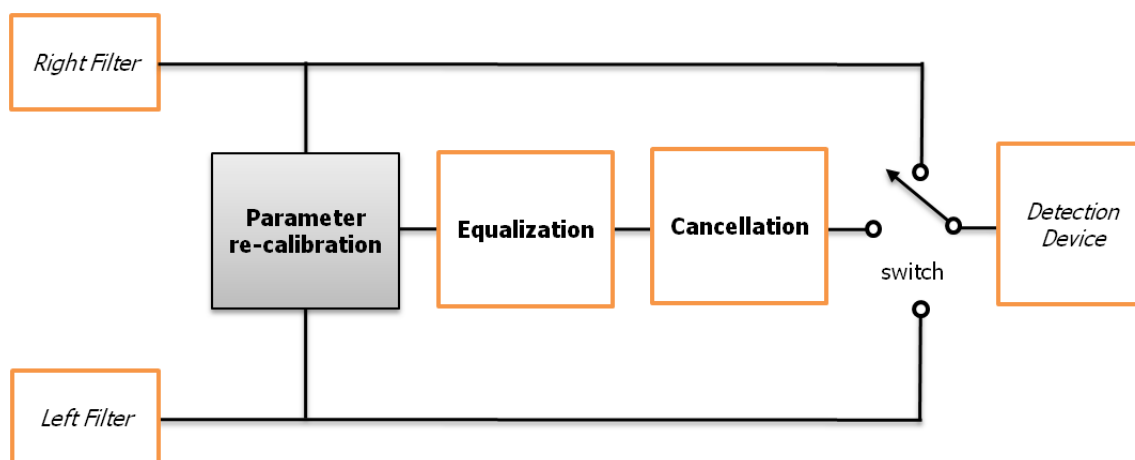 Right Filter
Parameter
re-calibration
Equalization
Cancellation
Detection
Device
switch
Left Filter